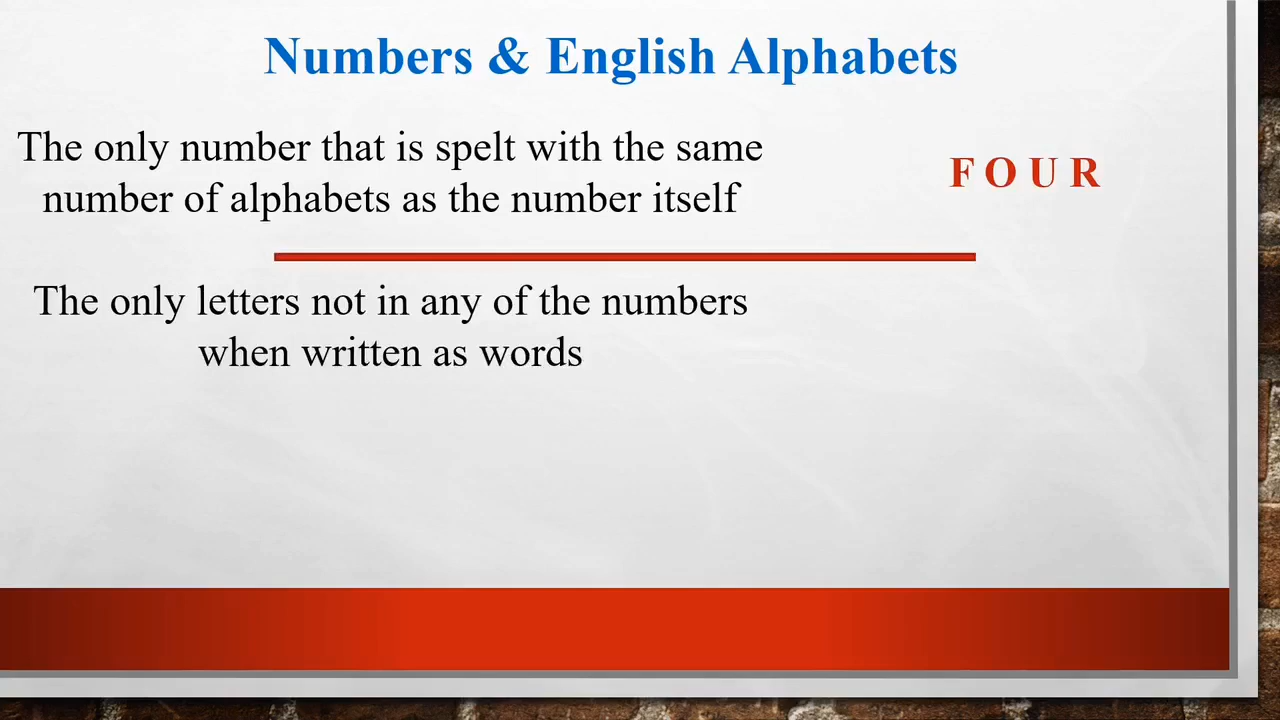 Numbers & English Alphabets
The only number that is spelt with the same
number of alphabets as the number itself
F O U R
The only letters not in any of the numbers
when written as words